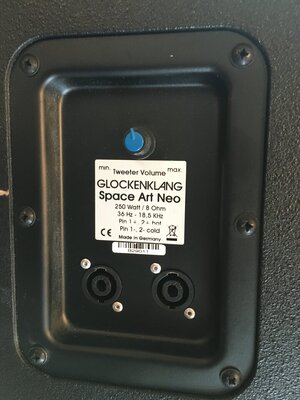 min. max.
Tweeter Volume
GLOCKENKLANG
Space Art Neo
250 Watt / 8 Ohm
36 Hz - 18,5 KHz
Pin 1+, 2+ hot
Pin 1-, 2- cold
CE Made in Germany